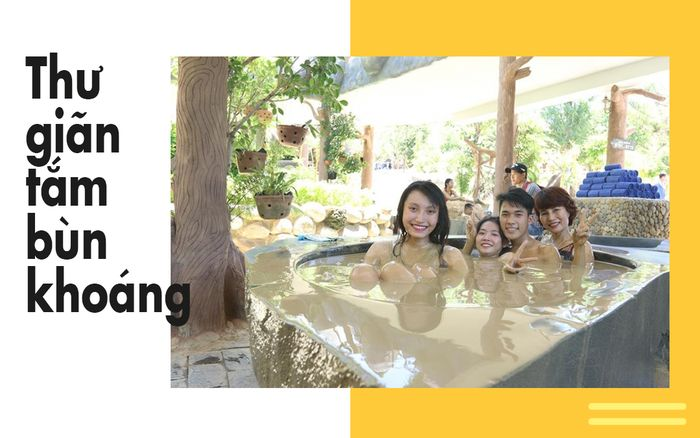 Thư
giãn
tắm
bùn
khoáng